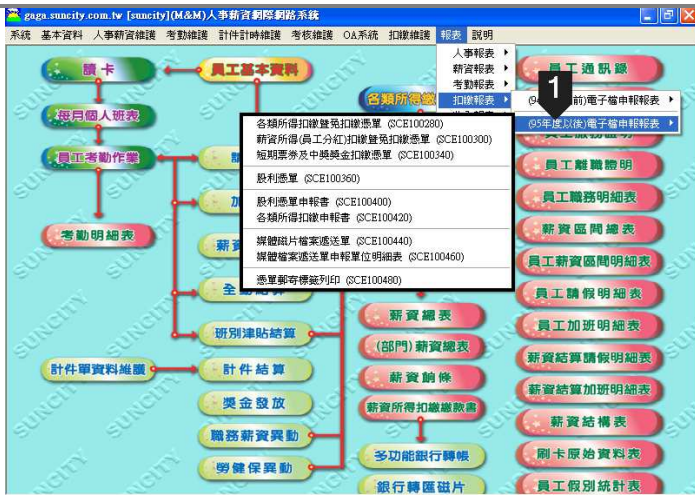 gaga.suncity.com.tw [suncity](M&M)人事薪資網際網路系統
系統 基本資料 人事薪資維護 考勤維護 計件計時維護 考核維護 OA系統 扣繳維護 報表 說明
人事報表
薪資報表
考勤報表
扣繳報表
前)電子檔申報報表
(95年度以後)電子檔申報報表
1
各類所得扣繳暨免扣繳憑單 (SCE100280)
薪資所得(員工分紅)扣繳暨免扣繳憑單 (SCE100300)
短期票券及中獎獎金扣繳憑單 (SCE100340)
股利憑單 (SCE100360)
股利憑單申報書 (SCE100400)
各類所得扣繳申報書 (SCE100420)
媒體磁片檔案遞送單 (SCE100440)
媒體檔案遞送單申報單位明細表 (SCE100460)
憑單郵寄標籤列印 (SCE100480)
讀卡
員工基本資料
各類所得
每月個人班表
員工考勤作業
考勤明細表
計件單資料維護
薪資
班別津貼結算
計件結算
獎金發放
職務薪資異動
勞健保異動
薪資總表
(部門)薪資總表
薪資餉條
薪資所得扣繳繳款書
多功能銀行轉帳
銀行轉匯磁片
員工通訊錄
員工離職證明
員工職務明細表
薪資區間總表
員工薪資區間明細表
員工請假明細表
員工加班明細表
薪資結算請假明細表
薪資結算加班明細表
薪資結構表
刷卡原始資料表
員工假別統計表
SUNCITY